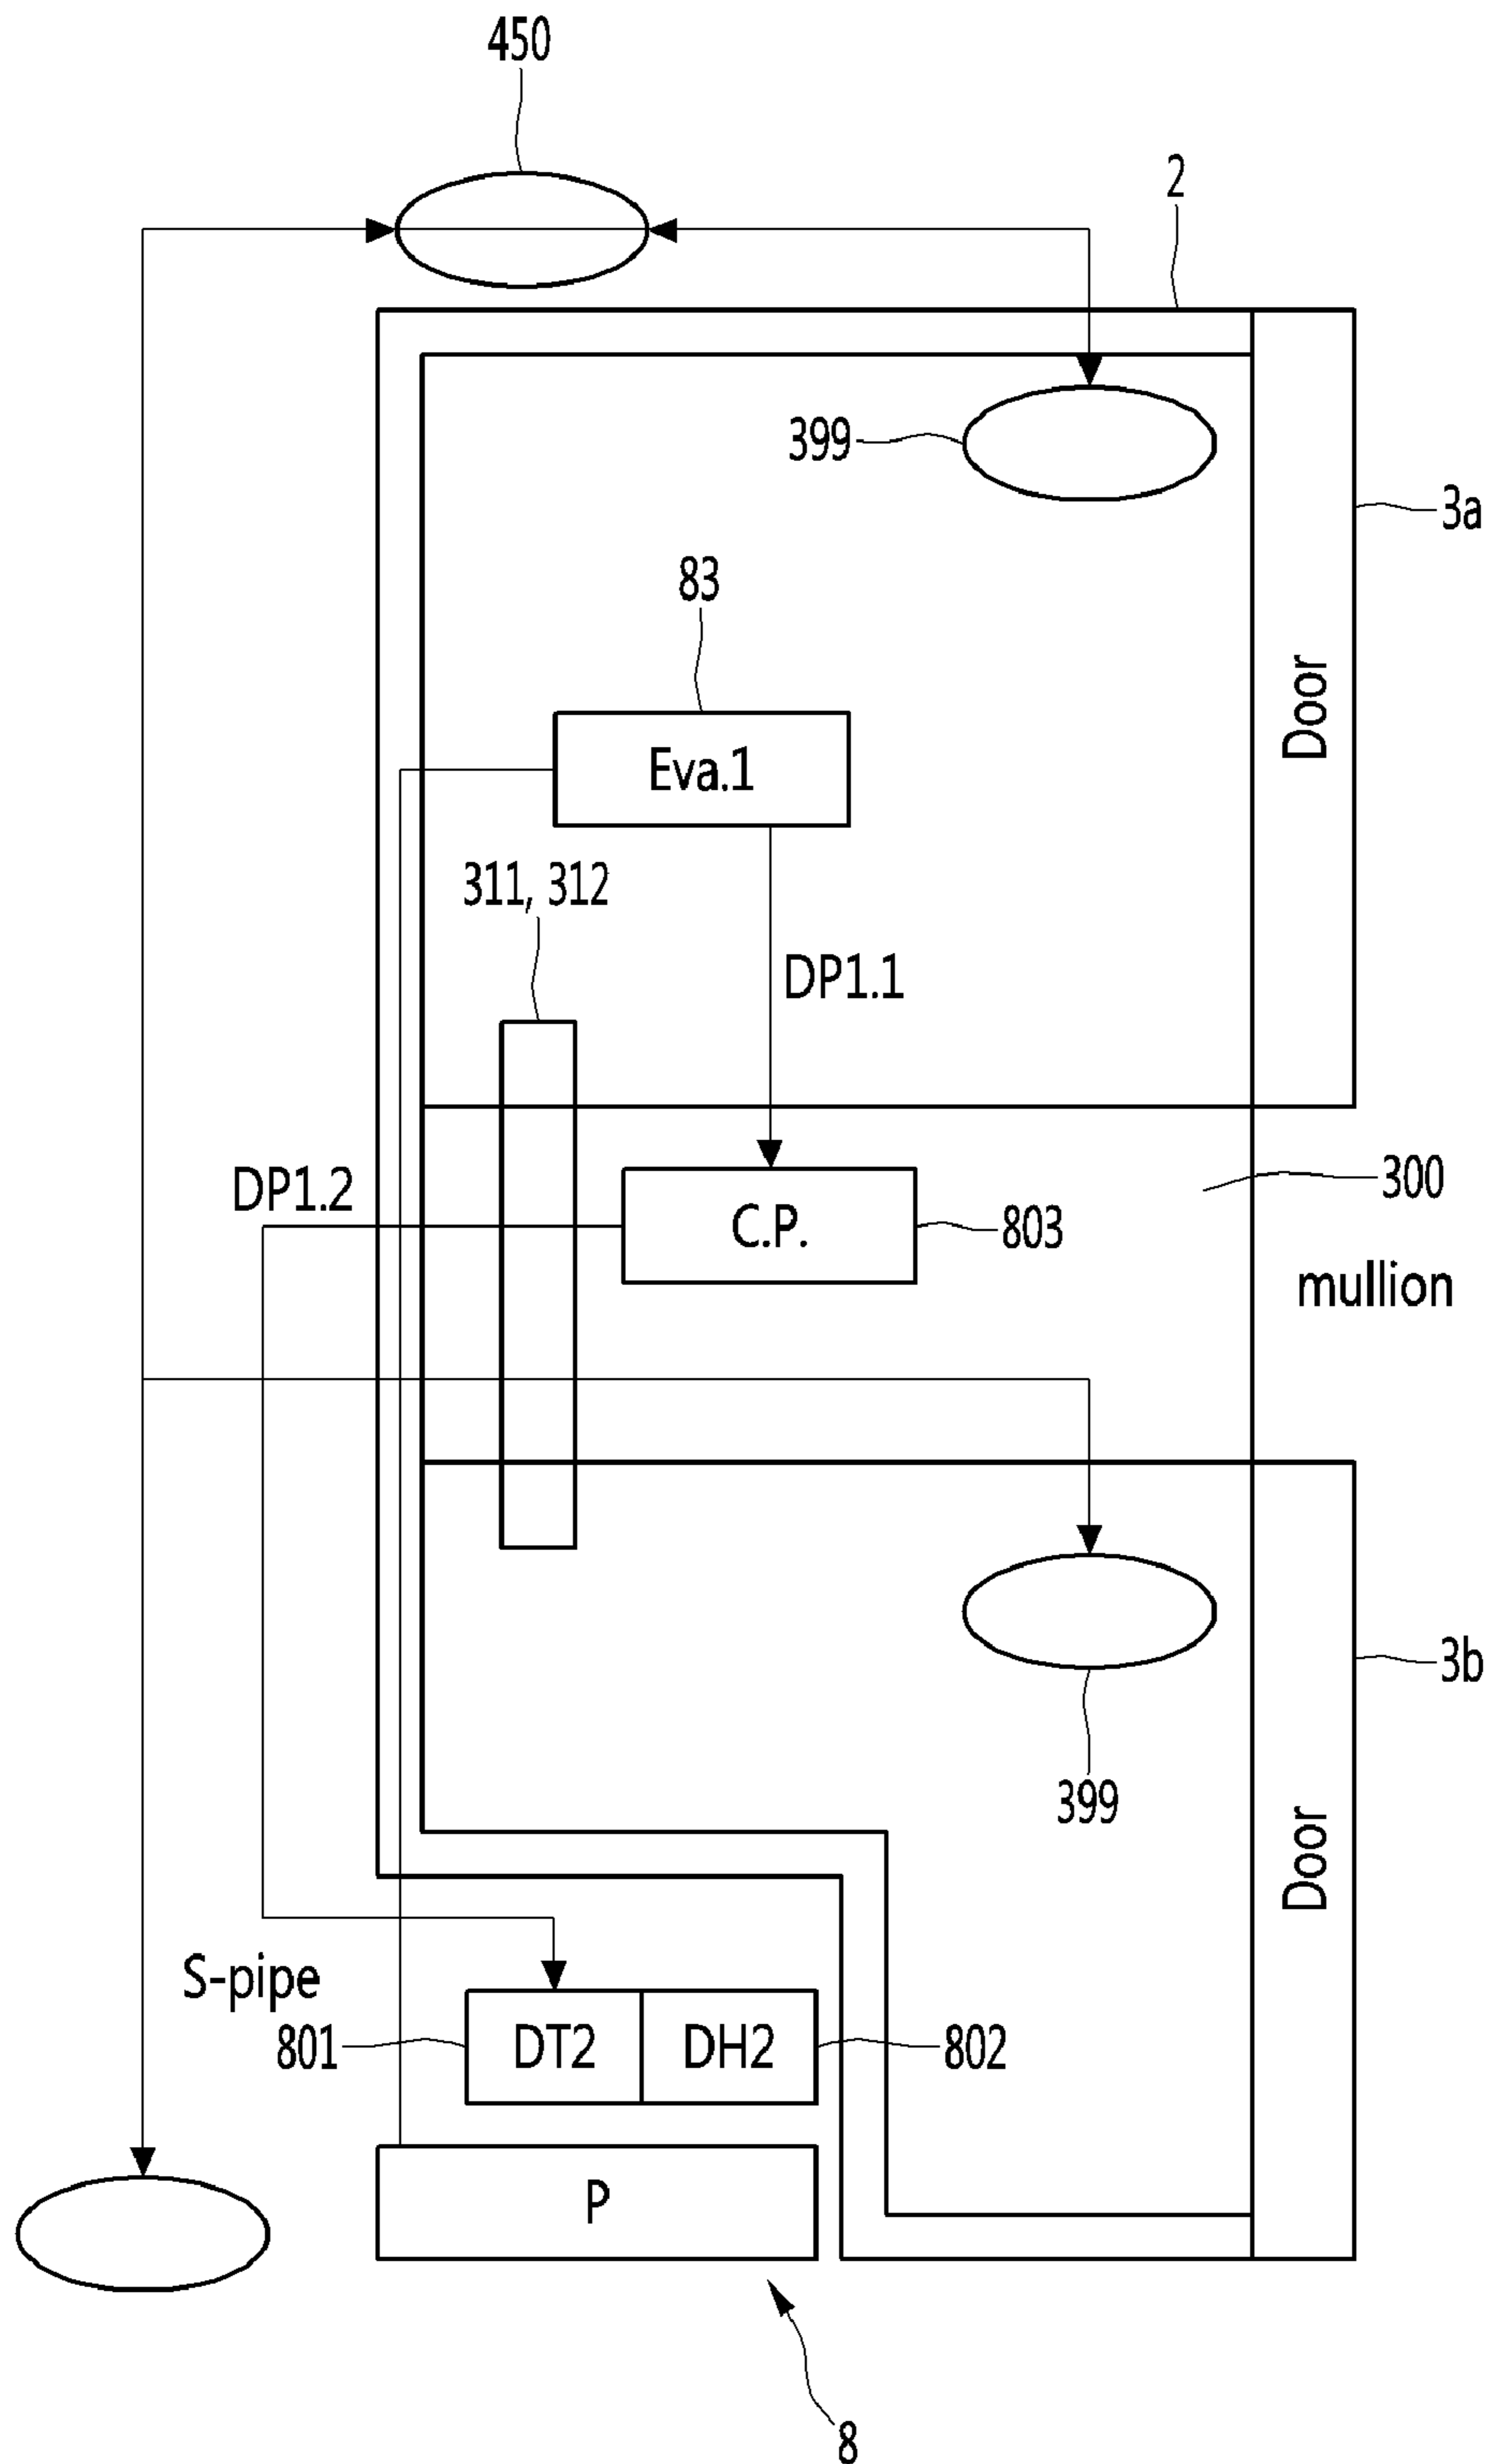 450
2
399
3a
83
Eva.1
Door
311, 312
DP1.1
DP1.2
300
C.P.
803
mullion
3b
399
Door
S-pipe
801
DT2
DH2
802
P
8